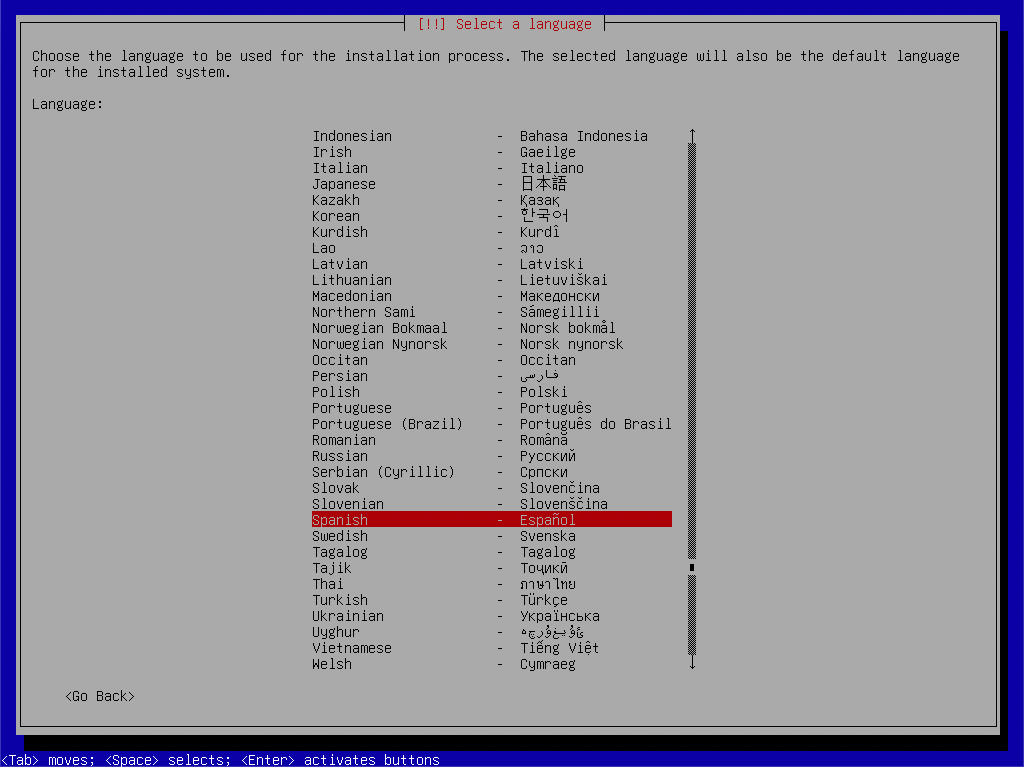 [!!] Select a language
Choose the language to be used for the installation process. The selected language will also be the default language
for the installed system.
Language:
Indonesian - Bahasa Indonesia
Irish - Gaeilge
Italian - Italiano
Japanese - 日本語
Kazakh - Қазақ
Korean - 한국어
Kurdish - Kurdî
Lao - ລາວ
Latvian - Latviski
Lithuanian - Lietuviškai
Macedonian - Македонски
Northern Sami - Sámegillii
Norwegian Bokmaal - Norsk bokmål
Norwegian Nynorsk - Norsk nynorsk
Occitan - Occitan
Persian - فارسی
Polish - Polski
Portuguese - Português
Portuguese (Brazil) - Português do Brasil
Romanian - Română
Russian - Русский
Serbian (Cyrillic) - Српски
Slovak - Slovenčina
Slovenian - Slovenščina
Spanish - Español
Swedish - Svenska
Tagalog - Tagalog
Tajik - Тоҷикӣ
Thai - ภาษาไทย
Turkish - Türkçe
Ukrainian - Українська
Uyghur - ئۇيغۇرچە
Vietnamese - Tiếng Việt
Welsh - Cymraeg
<Go Back>
<Tab> moves; <Space> selects; <Enter> activates buttons